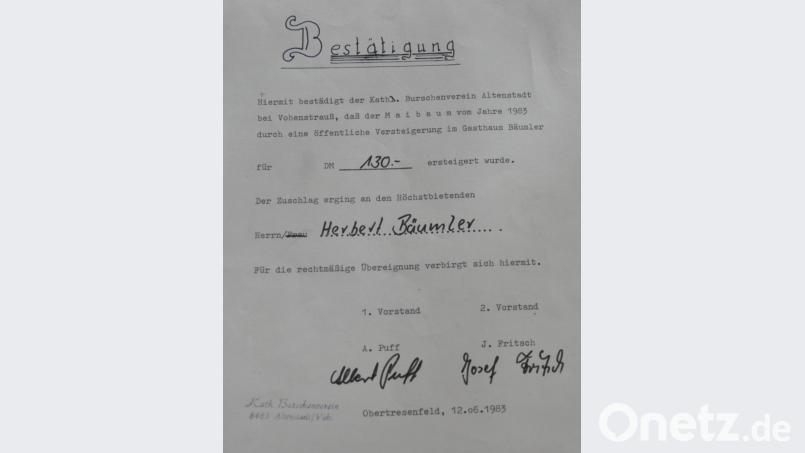 Bestätigung
Hiermit bestädigt der Kath. Burschenverein Altenstadt
bei Vohenstrauß, daß der M a i b a u m vom Jahre 1983
durch eine öffentliche Versteigerung im Gasthaus Bäumler
für DM 130.- ersteigert wurde.
Der Zuschlag erging an den Höchstbietenden
Herrn/Frau Herbert Bäumler
Für die rechtmäßige Übereignung verbirgt sich hiermit.
1. Vorstand 2. Vorstand
A. Puff J. Fritsch
Albert Puff Josef Fritsch
Kath. Burschenverein
Altenstadt/Voh.
Obertresenfeld, 12.06.1983
Onetz.de